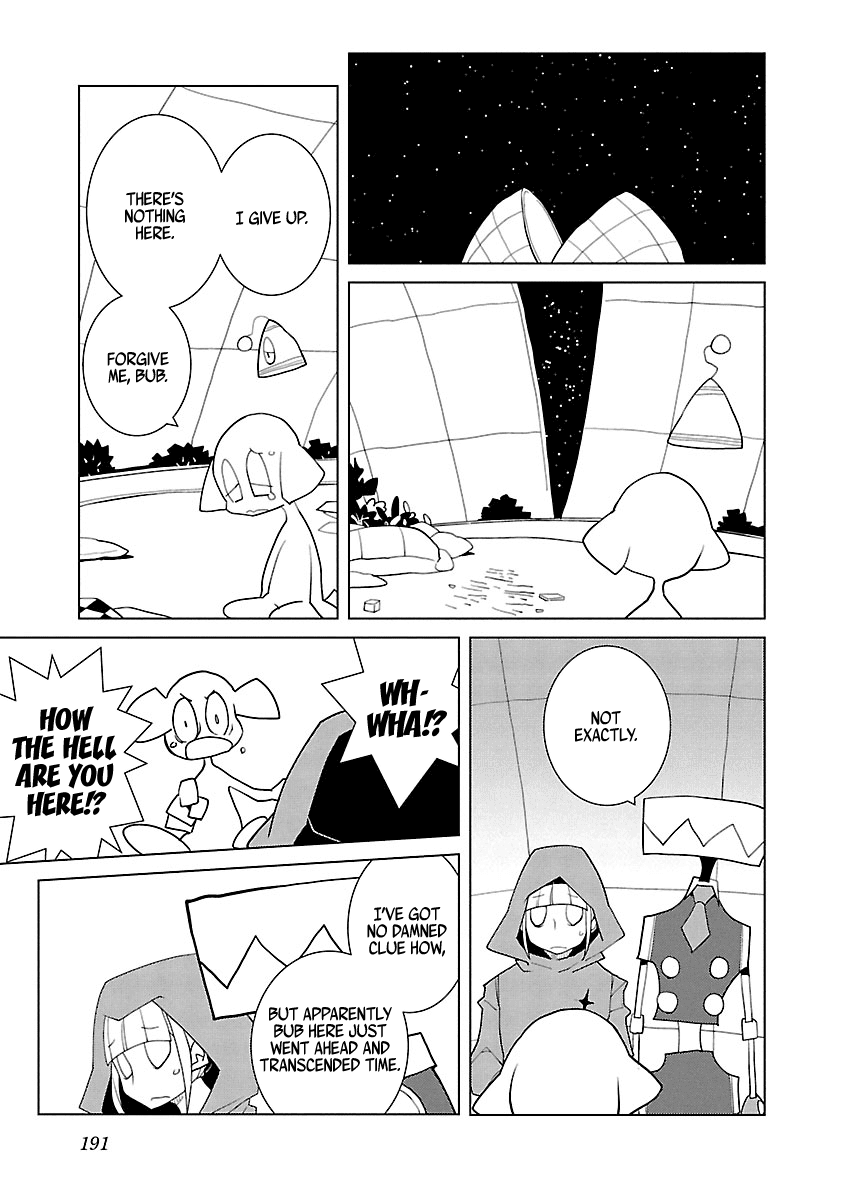 I GIVE UP.
THERE'S
NOTHING
HERE.
FORGIVE
ME, BUB.
NOT
EXACTLY.
WH-
WHA!?
HOW
THE HELL
ARE YOU
HERE!?
I'VE GOT
NO DAMNED
CLUE HOW,
BUT APPARENTLY
BUB HERE JUST
WENT AHEAD AND
TRANSCENDED TIME.
191